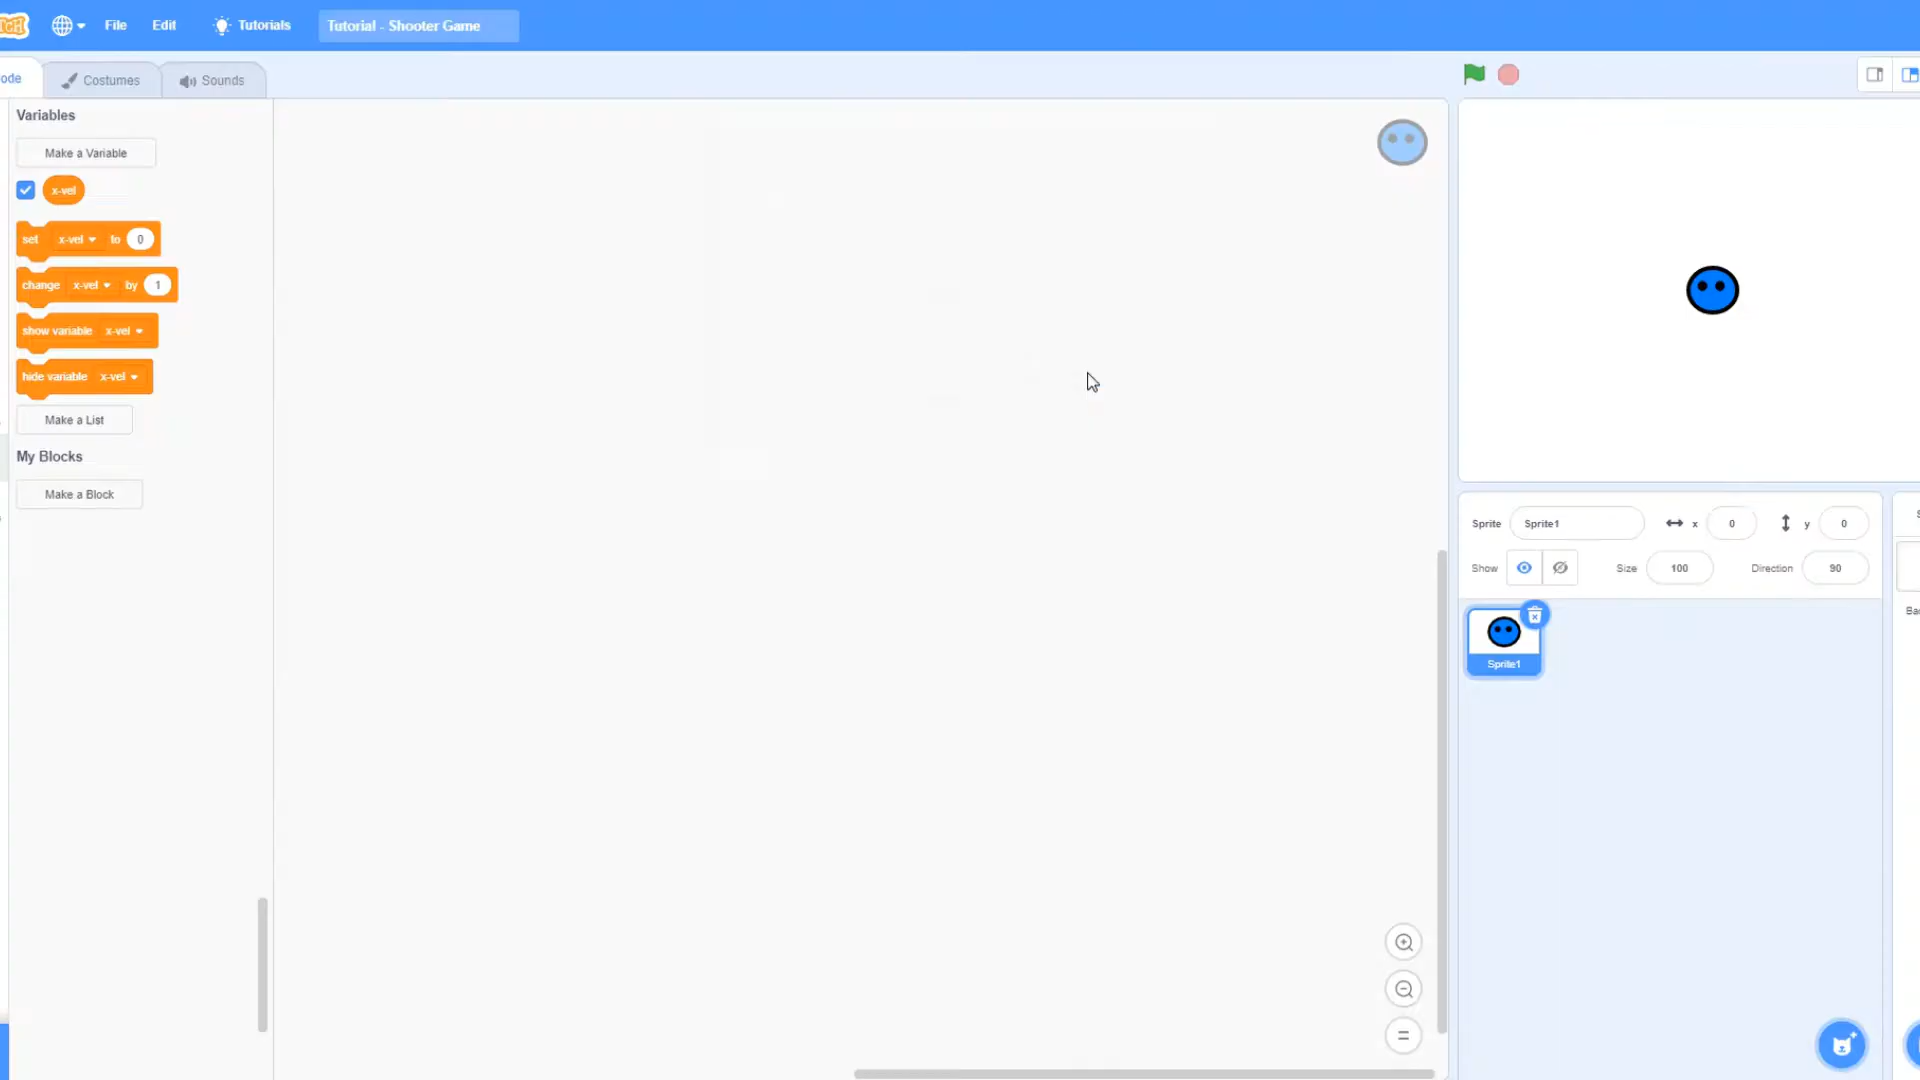 File Edit Tutorials Tutorial - Shooter Game
ode Costumes Sounds
Variables
Make a Variable
x-vel
set x-vel to 0
change x-vel by 1
show variable x-vel
hide variable x-vel
Make a List
My Blocks
Make a Block
Sprite Sprite1 x 0 y 0
Show Size 100 Direction 90
Sprite1